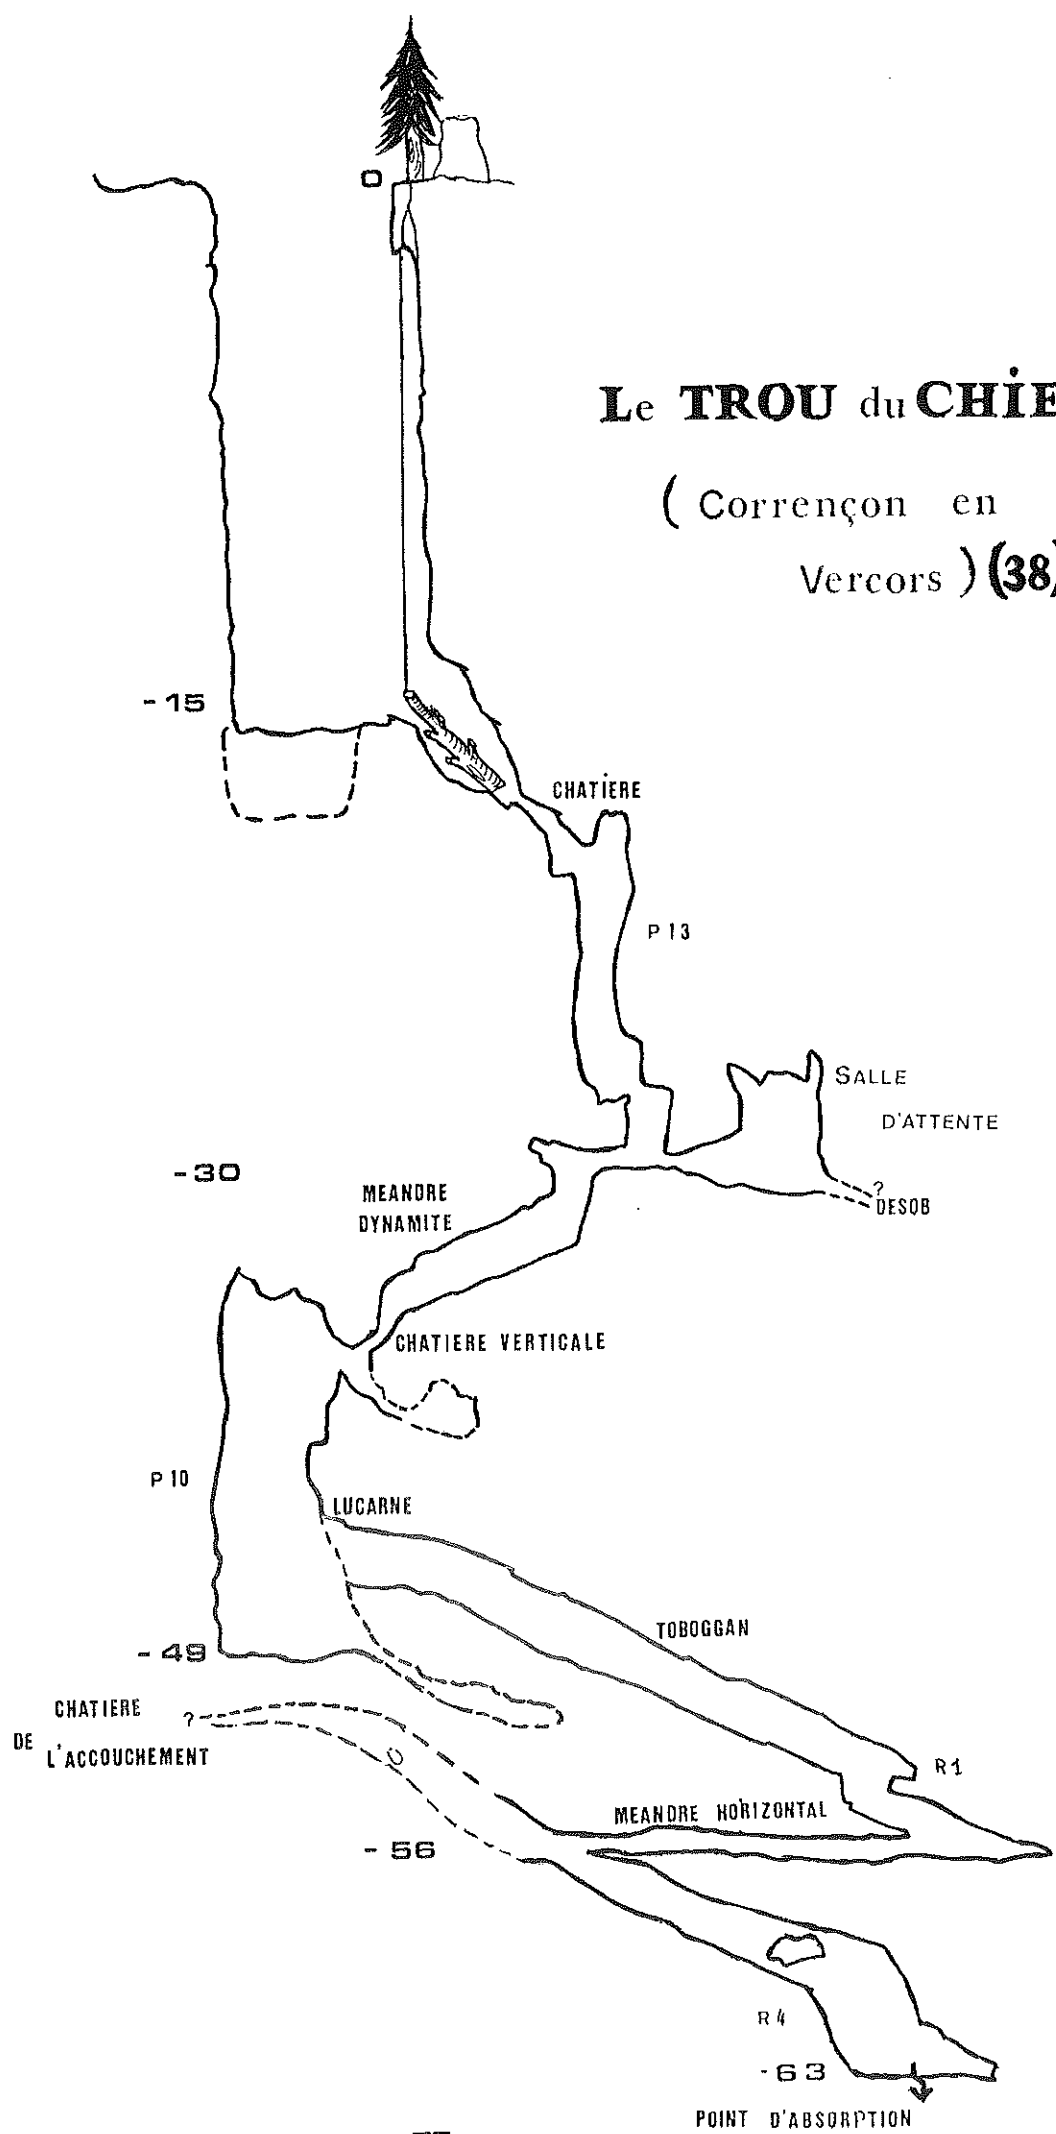 0
Le TROU du CHiE
( Corrençon en
Vercors ) (38)
-15
CHATiERE
P 13
SALLE
D'ATTENTE
-30
?
DESOB
MEANDRE
DYNAMITE
CHATIERE VERTICALE
P 10
LUCARNE
TOBOGGAN
-49
CHATIERE
?
DE
L'ACCOUCHEMENT
R1
MEANDRE HORIZONTAL
-56
R4
-63
POINT D'ABSORPTION